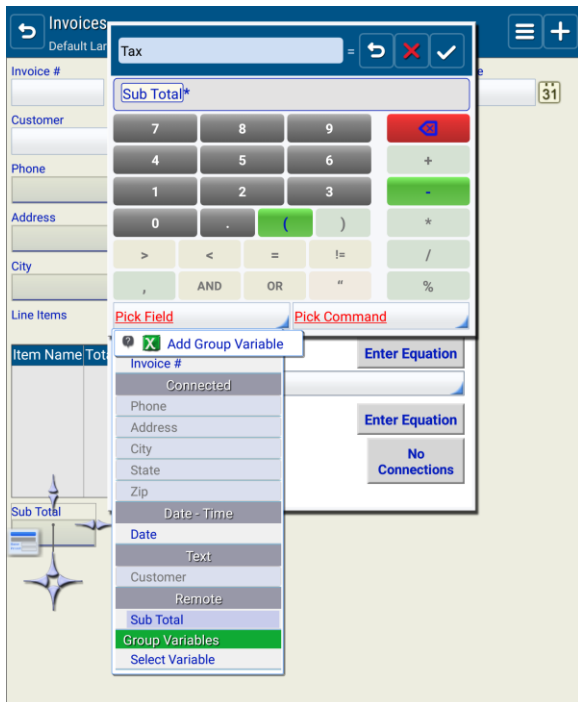 Invoices
Default Lar
Invoice #
Customer
Phone
Address
City
Line Items
Item Name Tot
Sub Total
e
31
Tax =
Sub Total*
7 8 9
4 5 6 +
1 2 3 -
0 . ( ) *
> < = != /
, AND OR " %
Pick Field Pick Command
Add Group Variable
Enter Equation
Enter Equation
No
Connections
Invoice #
Connected
Phone
Address
City
State
Zip
Date - Time
Date
Text
Customer
Remote
Sub Total
Group Variables
Select Variable